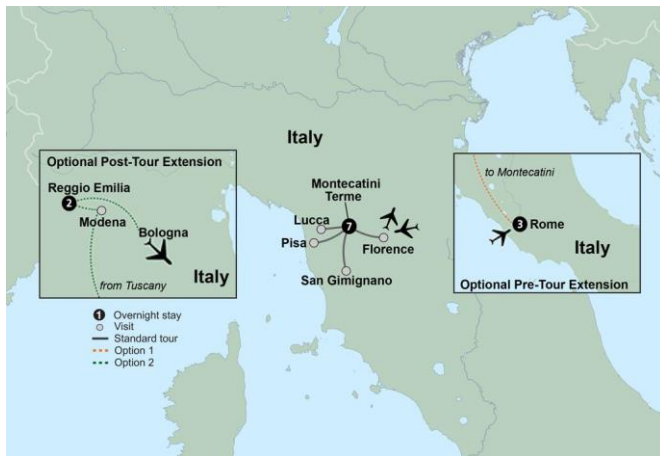 Italy
Optional Post-Tour Extension
Reggio Emilia
2
Modena
Bologna
Italy
from Tuscany
Montecatini
Terme
Lucca
7
Pisa
Florence
San Gimignano
to Montecatini
3 Rome
Italy
Optional Pre-Tour Extension
1 Overnight stay
Visit
Standard tour
Option 1
Option 2